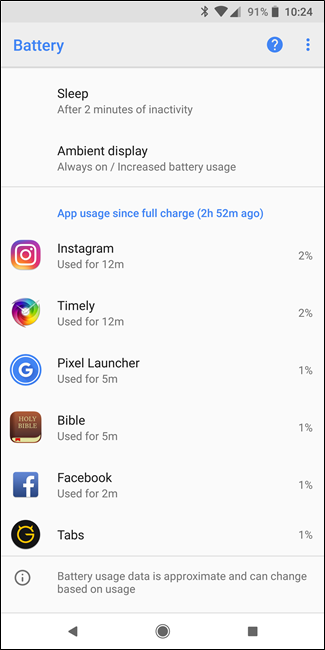 91% 10:24
Battery
Sleep
After 2 minutes of inactivity
Ambient display
Always on / Increased battery usage
App usage since full charge (2h 52m ago)
Instagram
Used for 12m
2%
Timely
Used for 12m
2%
Pixel Launcher
Used for 5m
1%
HOLY
BIBLE
Bible
Used for 5m
1%
Facebook
Used for 2m
1%
Tabs
1%
Battery usage data is approximate and can change
based on usage